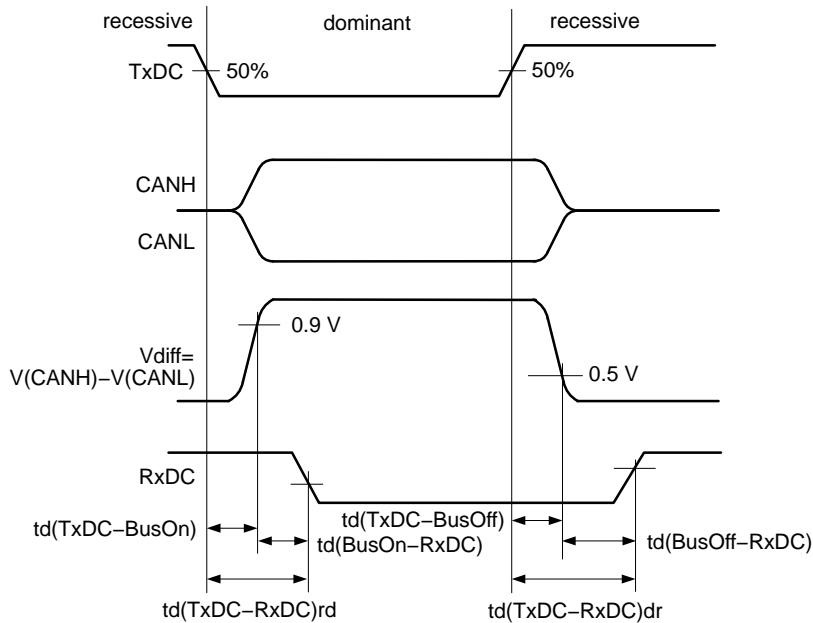 recessive dominant recessive
TxDC 50% 50%
CANH
CANL
0.9 V
Vdiff=
V(CANH)−V(CANL) 0.5 V
RxDC
td(TxDC−BusOn) td(TxDC−BusOff)
td(BusOn−RxDC) td(BusOff−RxDC)
td(TxDC−RxDC)rd td(TxDC−RxDC)dr